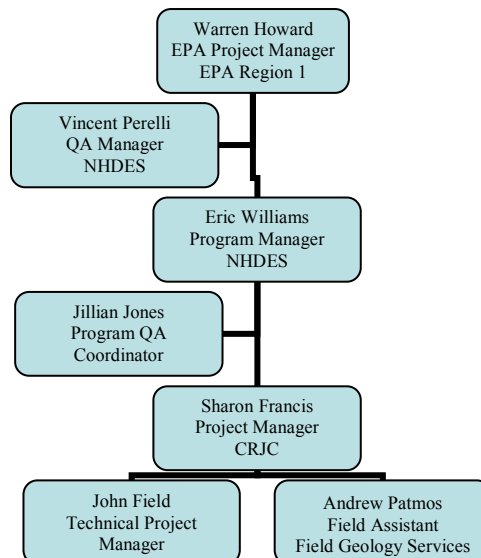 Warren Howard
EPA Project Manager
EPA Region 1
Vincent Perelli
QA Manager
NHDES
Eric Williams
Program Manager
NHDES
Jillian Jones
Program QA
Coordinator
Sharon Francis
Project Manager
CRJC
John Field
Technical Project
Manager
Andrew Patmos
Field Assistant
Field Geology Services